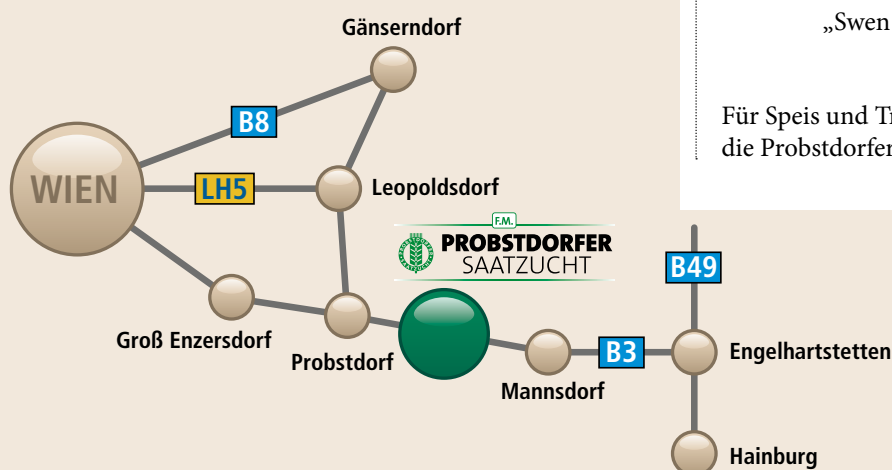 „Swen
Für Speis und
die Probstdorfer
Gänserndorf
B8
WIEN
LH5
Leopoldsdorf
F.M.
PROBSTDORFER
SAATZUCHT
B49
Groß Enzersdorf
Probstdorf
B3
Engelhartstetten
Mannsdorf
Hainburg